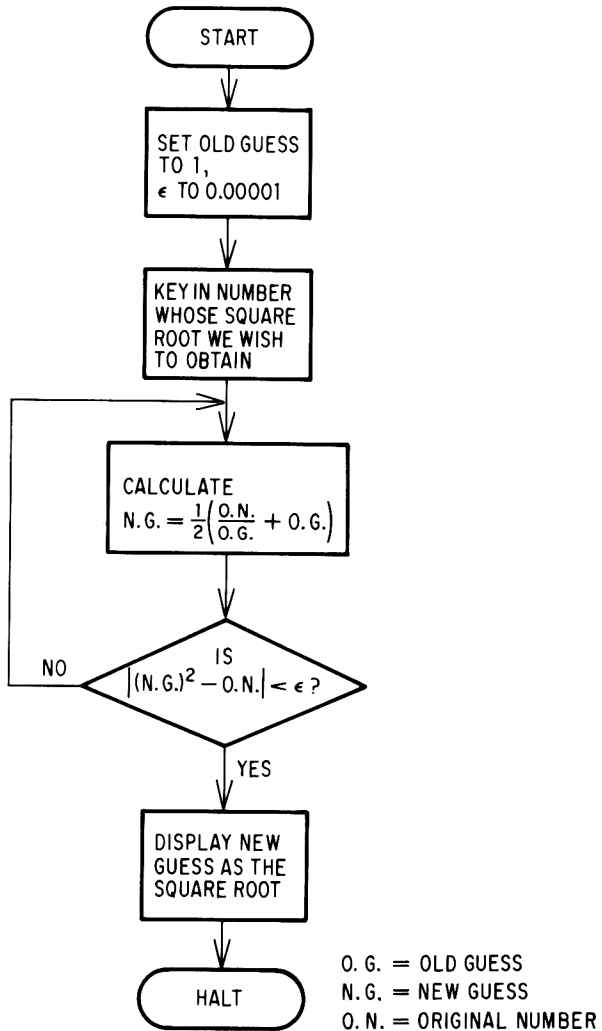 START
SET OLD GUESS
TO 1,
ϵ TO 0.00001
KEY IN NUMBER
WHOSE SQUARE
ROOT WE WISH
TO OBTAIN
CALCULATE
N.G. = 1/2 (O.N./O.G. + O.G.)
IS
|(N.G.)² – O.N.| < ϵ ?
NO
YES
DISPLAY NEW
GUESS AS THE
SQUARE ROOT
HALT
O.G. = OLD GUESS
N.G. = NEW GUESS
O.N. = ORIGINAL NUMBER